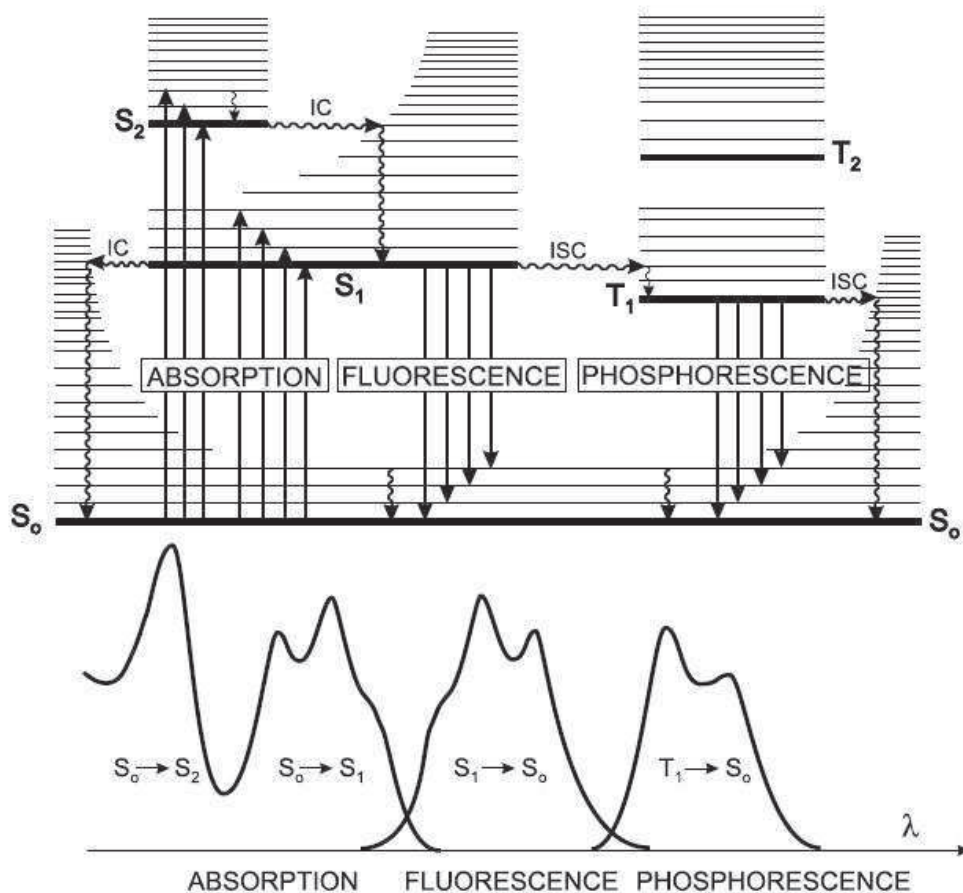 IC
S₂
T₂
IC
ISC
S₁
T₁
ISC
ABSORPTION
FLUORESCENCE
PHOSPHORESCENCE
Sₒ
Sₒ
Sₒ→S₂
Sₒ→S₁
S₁→Sₒ
T₁→Sₒ
λ
ABSORPTION
FLUORESCENCE
PHOSPHORESCENCE